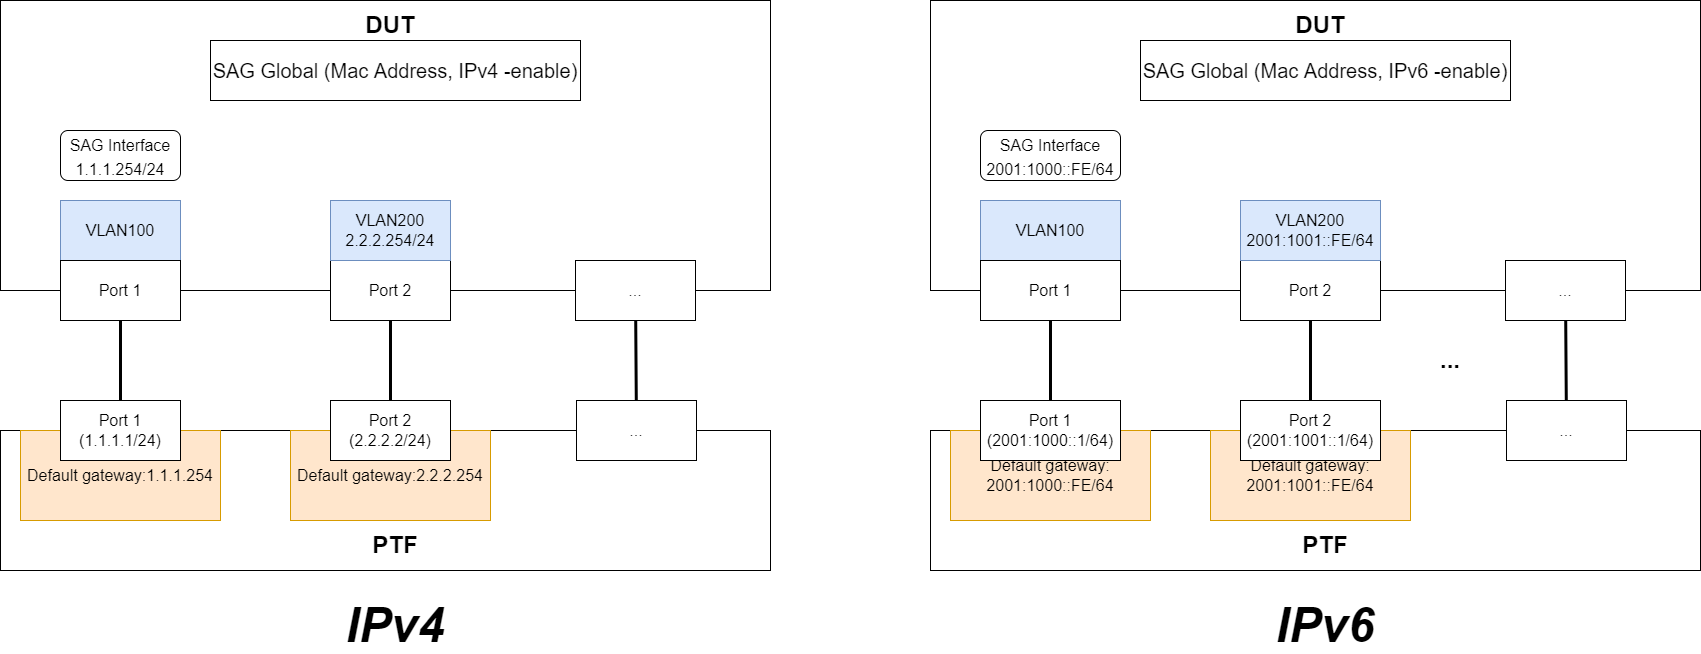 DUT
SAG Global (Mac Address, IPv4 -enable)
SAG Interface
1.1.1.254/24
VLAN100
VLAN200
2.2.2.254/24
Port 1
Port 2
...
Port 1
(1.1.1.1/24)
Port 2
(2.2.2.2/24)
...
Default gateway:1.1.1.254
Default gateway:2.2.2.254
PTF
IPv4
DUT
SAG Global (Mac Address, IPv6 -enable)
SAG Interface
2001:1000::FE/64
VLAN100
VLAN200
2001:1001::FE/64
Port 1
Port 2
...
...
Port 1
(2001:1000::1/64)
Port 2
(2001:1001::1/64)
...
Default gateway:
2001:1000::FE/64
Default gateway:
2001:1001::FE/64
PTF
IPv6